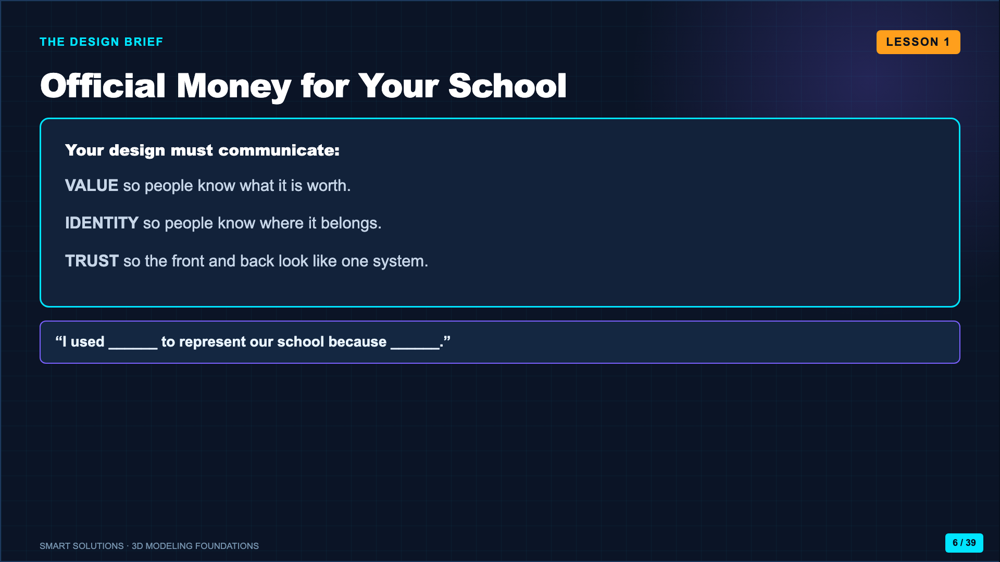 THE DESIGN BRIEF
LESSON 1
Official Money for Your School
Your design must communicate:
VALUE so people know what it is worth.
IDENTITY so people know where it belongs.
TRUST so the front and back look like one system.
“I used ______ to represent our school because ______.”
SMART SOLUTIONS · 3D MODELING FOUNDATIONS
6 / 39